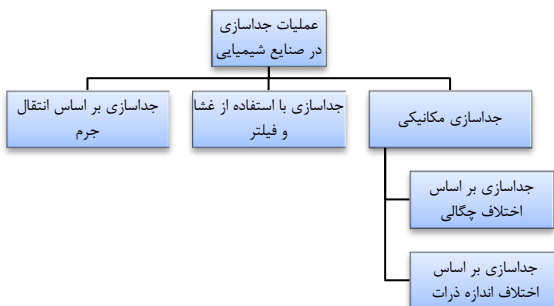 عملیات جداسازی
در صنایع شیمیایی
جداسازی مکانیکی
جداسازی با استفاده از غشا
و فیلتر
جداسازی بر اساس انتقال
جرم
جداسازی بر اساس
اختلاف چگالی
جداسازی بر اساس
اختلاف اندازه ذرات